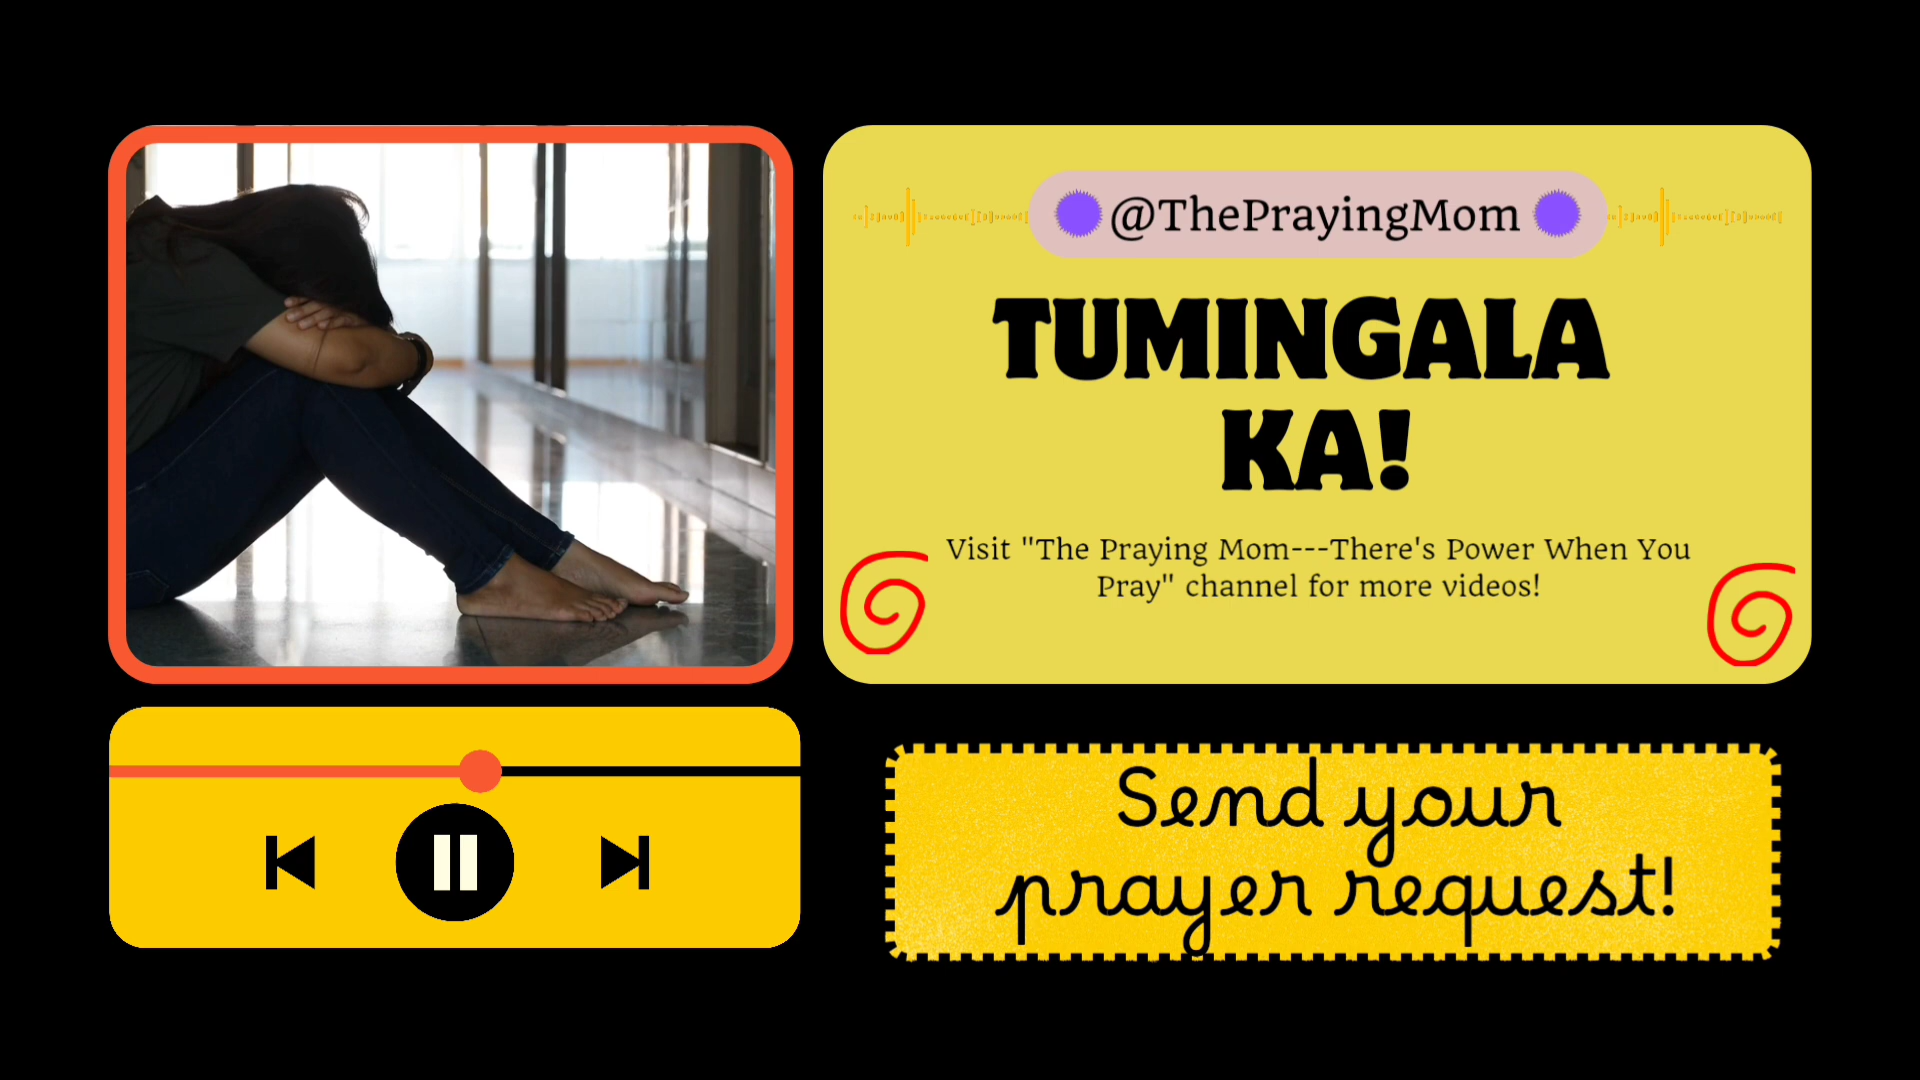 @ThePrayingMom
TUMINGALA
KA!
Visit "The Praying Mom---There's Power When You
Pray" channel for more videos!
Send your
prayer request!